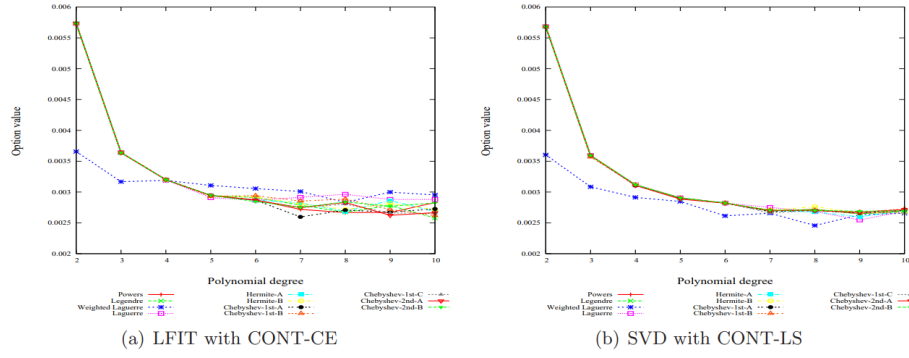 0.006
0.0055
0.005
0.0045
0.004
0.0035
0.003
0.0025
0.002
Option value
2 3 4 5 6 7 8 9 10
Polynomial degree
Powers
Legendre
Weighted Laguerre
Laguerre
Hermite-A
Hermite-B
Chebyshev-1st-A
Chebyshev-1st-B
Chebyshev-1st-C
Chebyshev-2nd-A
Chebyshev-2nd-B
(a) LFIT with CONT-CE
0.006
0.0055
0.005
0.0045
0.004
0.0035
0.003
0.0025
0.002
Option value
2 3 4 5 6 7 8 9 10
Polynomial degree
Powers
Legendre
Weighted Laguerre
Laguerre
Hermite-A
Hermite-B
Chebyshev-1st-A
Chebyshev-1st-B
Chebyshev-1st-C
Chebyshev-2nd-A
Chebyshev-2nd-B
(b) SVD with CONT-LS